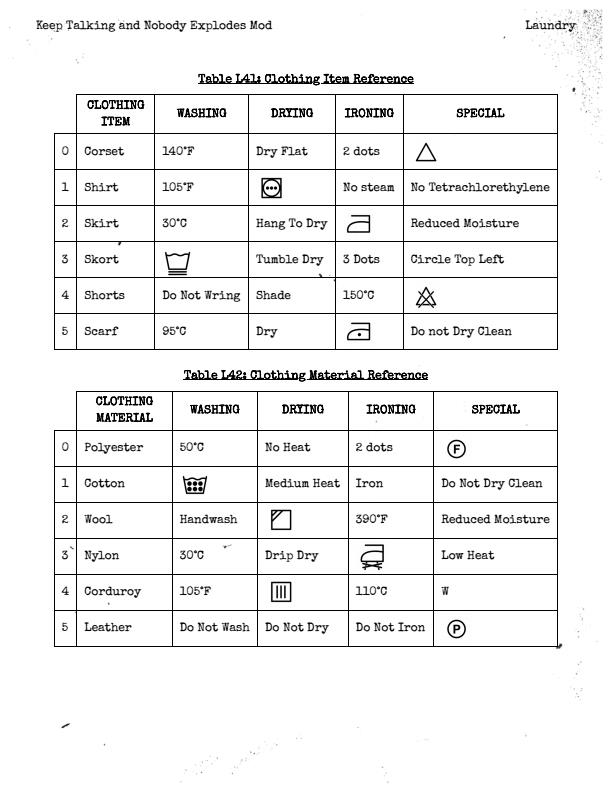 Keep Talking and Nobody Explodes Mod Laundry
Table L41: Clothing Item Reference
CLOTHING ITEM WASHING DRYING IRONING SPECIAL
0 Corset 140°F Dry Flat 2 dots
1 Shirt 105°F No steam No Tetrachlorethylene
2 Skirt 30°C Hang To Dry Reduced Moisture
3 Skort Tumble Dry 3 Dots Circle Top Left
4 Shorts Do Not Wring Shade 150°C
5 Scarf 95°C Dry Do not Dry Clean
Table L42: Clothing Material Reference
CLOTHING MATERIAL WASHING DRYING IRONING SPECIAL
0 Polyester 50°C No Heat 2 dots F
1 Cotton Medium Heat Iron Do Not Dry Clean
2 Wool Handwash 390°F Reduced Moisture
3 Nylon 30°C Drip Dry Low Heat
4 Corduroy 105°F 110°C W
5 Leather Do Not Wash Do Not Dry Do Not Iron P